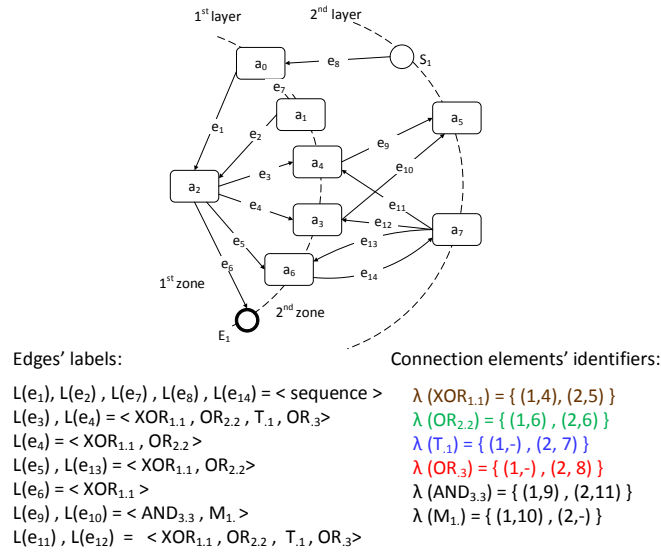 1st layer
2nd layer
a0
e8
S1
e7
a1
a5
e1
e2
e9
a4
e3
e10
a2
e4
a3
e11
e12
a7
e5
e13
e6
a6
e14
1st zone
2nd zone
E1
Edges' labels:
L(e1), L(e2) , L(e7) , L(e8) , L(e14) = < sequence >
L(e3) , L(e4) = < XOR1.1 , OR2.2 , T.1 , OR.3>
L(e4) = < XOR1.1 , OR2.2>
L(e5) , L(e13) = < XOR1.1 , OR2.2>
L(e6) = < XOR1.1 >
L(e9) , L(e10) = < AND3.3 , M1. >
L(e11) , L(e12) = < XOR1.1 , OR2.2 , T.1 , OR.3>
Connection elements' identifiers:
λ (XOR1.1) = { (1,4), (2,5) }
λ (OR2.2) = { (1,6) , (2,6) }
λ (T.1) = { (1,-) , (2, 7) }
λ (OR.3) = { (1,-) , (2, 8) }
λ (AND3.3) = { (1,9) , (2,11) }
λ (M1.) = { (1,10) , (2,-) }